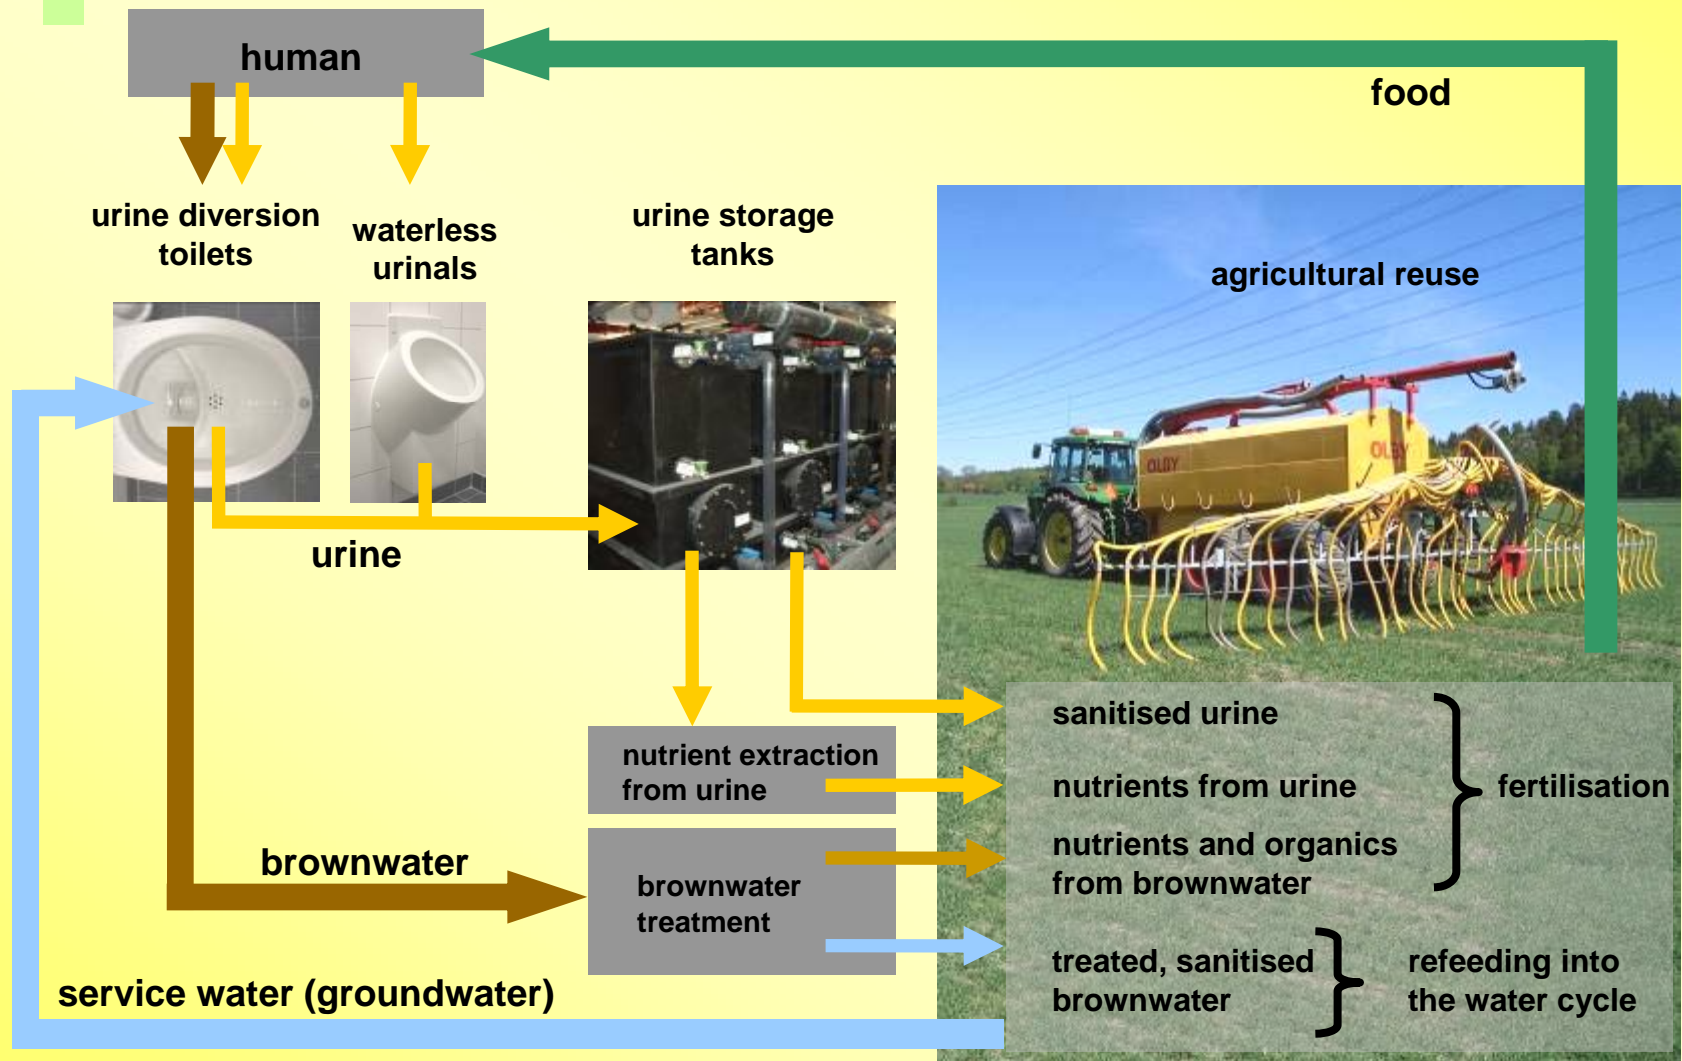 human
food
urine diversion
toilets
waterless
urinals
urine storage
tanks
agricultural reuse
OLBY
OLBY
urine
sanitised urine
nutrient extraction
from urine
nutrients from urine
fertilisation
nutrients and organics
from brownwater
brownwater
brownwater
treatment
treated, sanitised
brownwater
refeeding into
the water cycle
service water (groundwater)